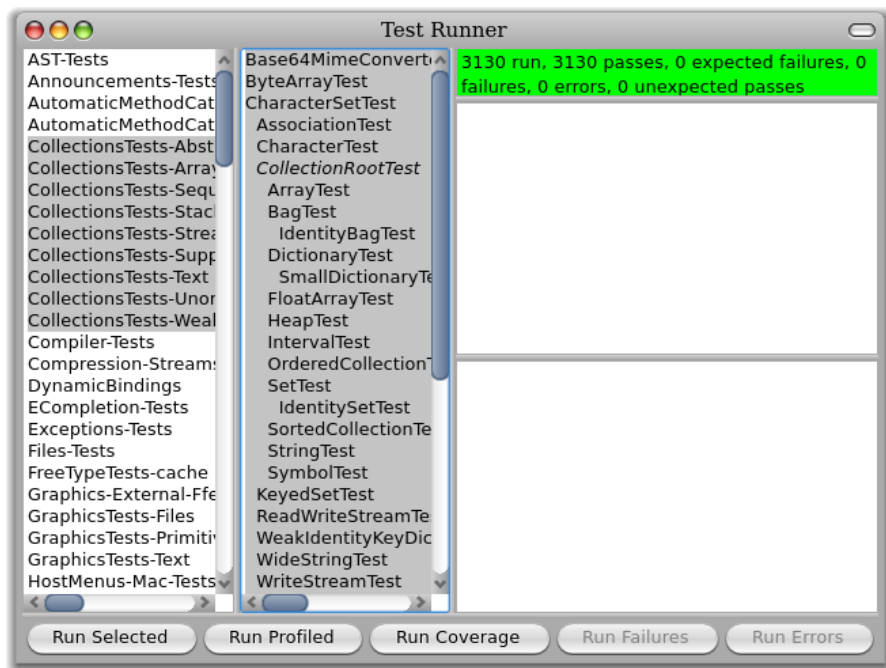 Test Runner
AST-Tests
Announcements-Tests
AutomaticMethodCat
AutomaticMethodCat
CollectionsTests-Abst
CollectionsTests-Array
CollectionsTests-Sequ
CollectionsTests-Stac
CollectionsTests-Strea
CollectionsTests-Supp
CollectionsTests-Text
CollectionsTests-Unor
CollectionsTests-Weal
Compiler-Tests
Compression-Streams
DynamicBindings
ECompletion-Tests
Exceptions-Tests
Files-Tests
FreeTypeTests-cache
Graphics-External-Ffe
GraphicsTests-Files
GraphicsTests-Primitiv
GraphicsTests-Text
HostMenus-Mac-Tests
Base64MimeConverte
ByteArrayTest
CharacterSetTest
AssociationTest
CharacterTest
CollectionRootTest
ArrayTest
BagTest
IdentityBagTest
DictionaryTest
SmallDictionaryTe
FloatArrayTest
HeapTest
IntervalTest
OrderedCollectionT
SetTest
IdentitySetTest
SortedCollectionTe
StringTest
SymbolTest
KeyedSetTest
ReadWriteStreamTe
WeakIdentityKeyDic
WideStringTest
WriteStreamTest
3130 run, 3130 passes, 0 expected failures, 0
failures, 0 errors, 0 unexpected passes
Run Selected
Run Profiled
Run Coverage
Run Failures
Run Errors